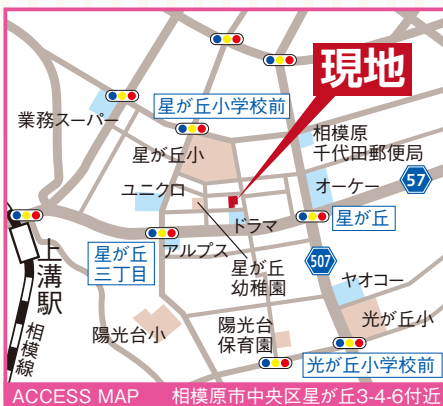 現地
業務スーパー
星が丘小学校前
相模原
千代田郵便局
星が丘小
ユニクロ
オーケー
57
ドラマ
星が丘
星が丘
三丁目
アルプス
星が丘
幼稚園
507
上溝駅
相模線
ヤオコー
陽光台小
陽光台
保育園
光が丘小
光が丘小学校前
ACCESS MAP 相模原市中央区星が丘3-4-6付近